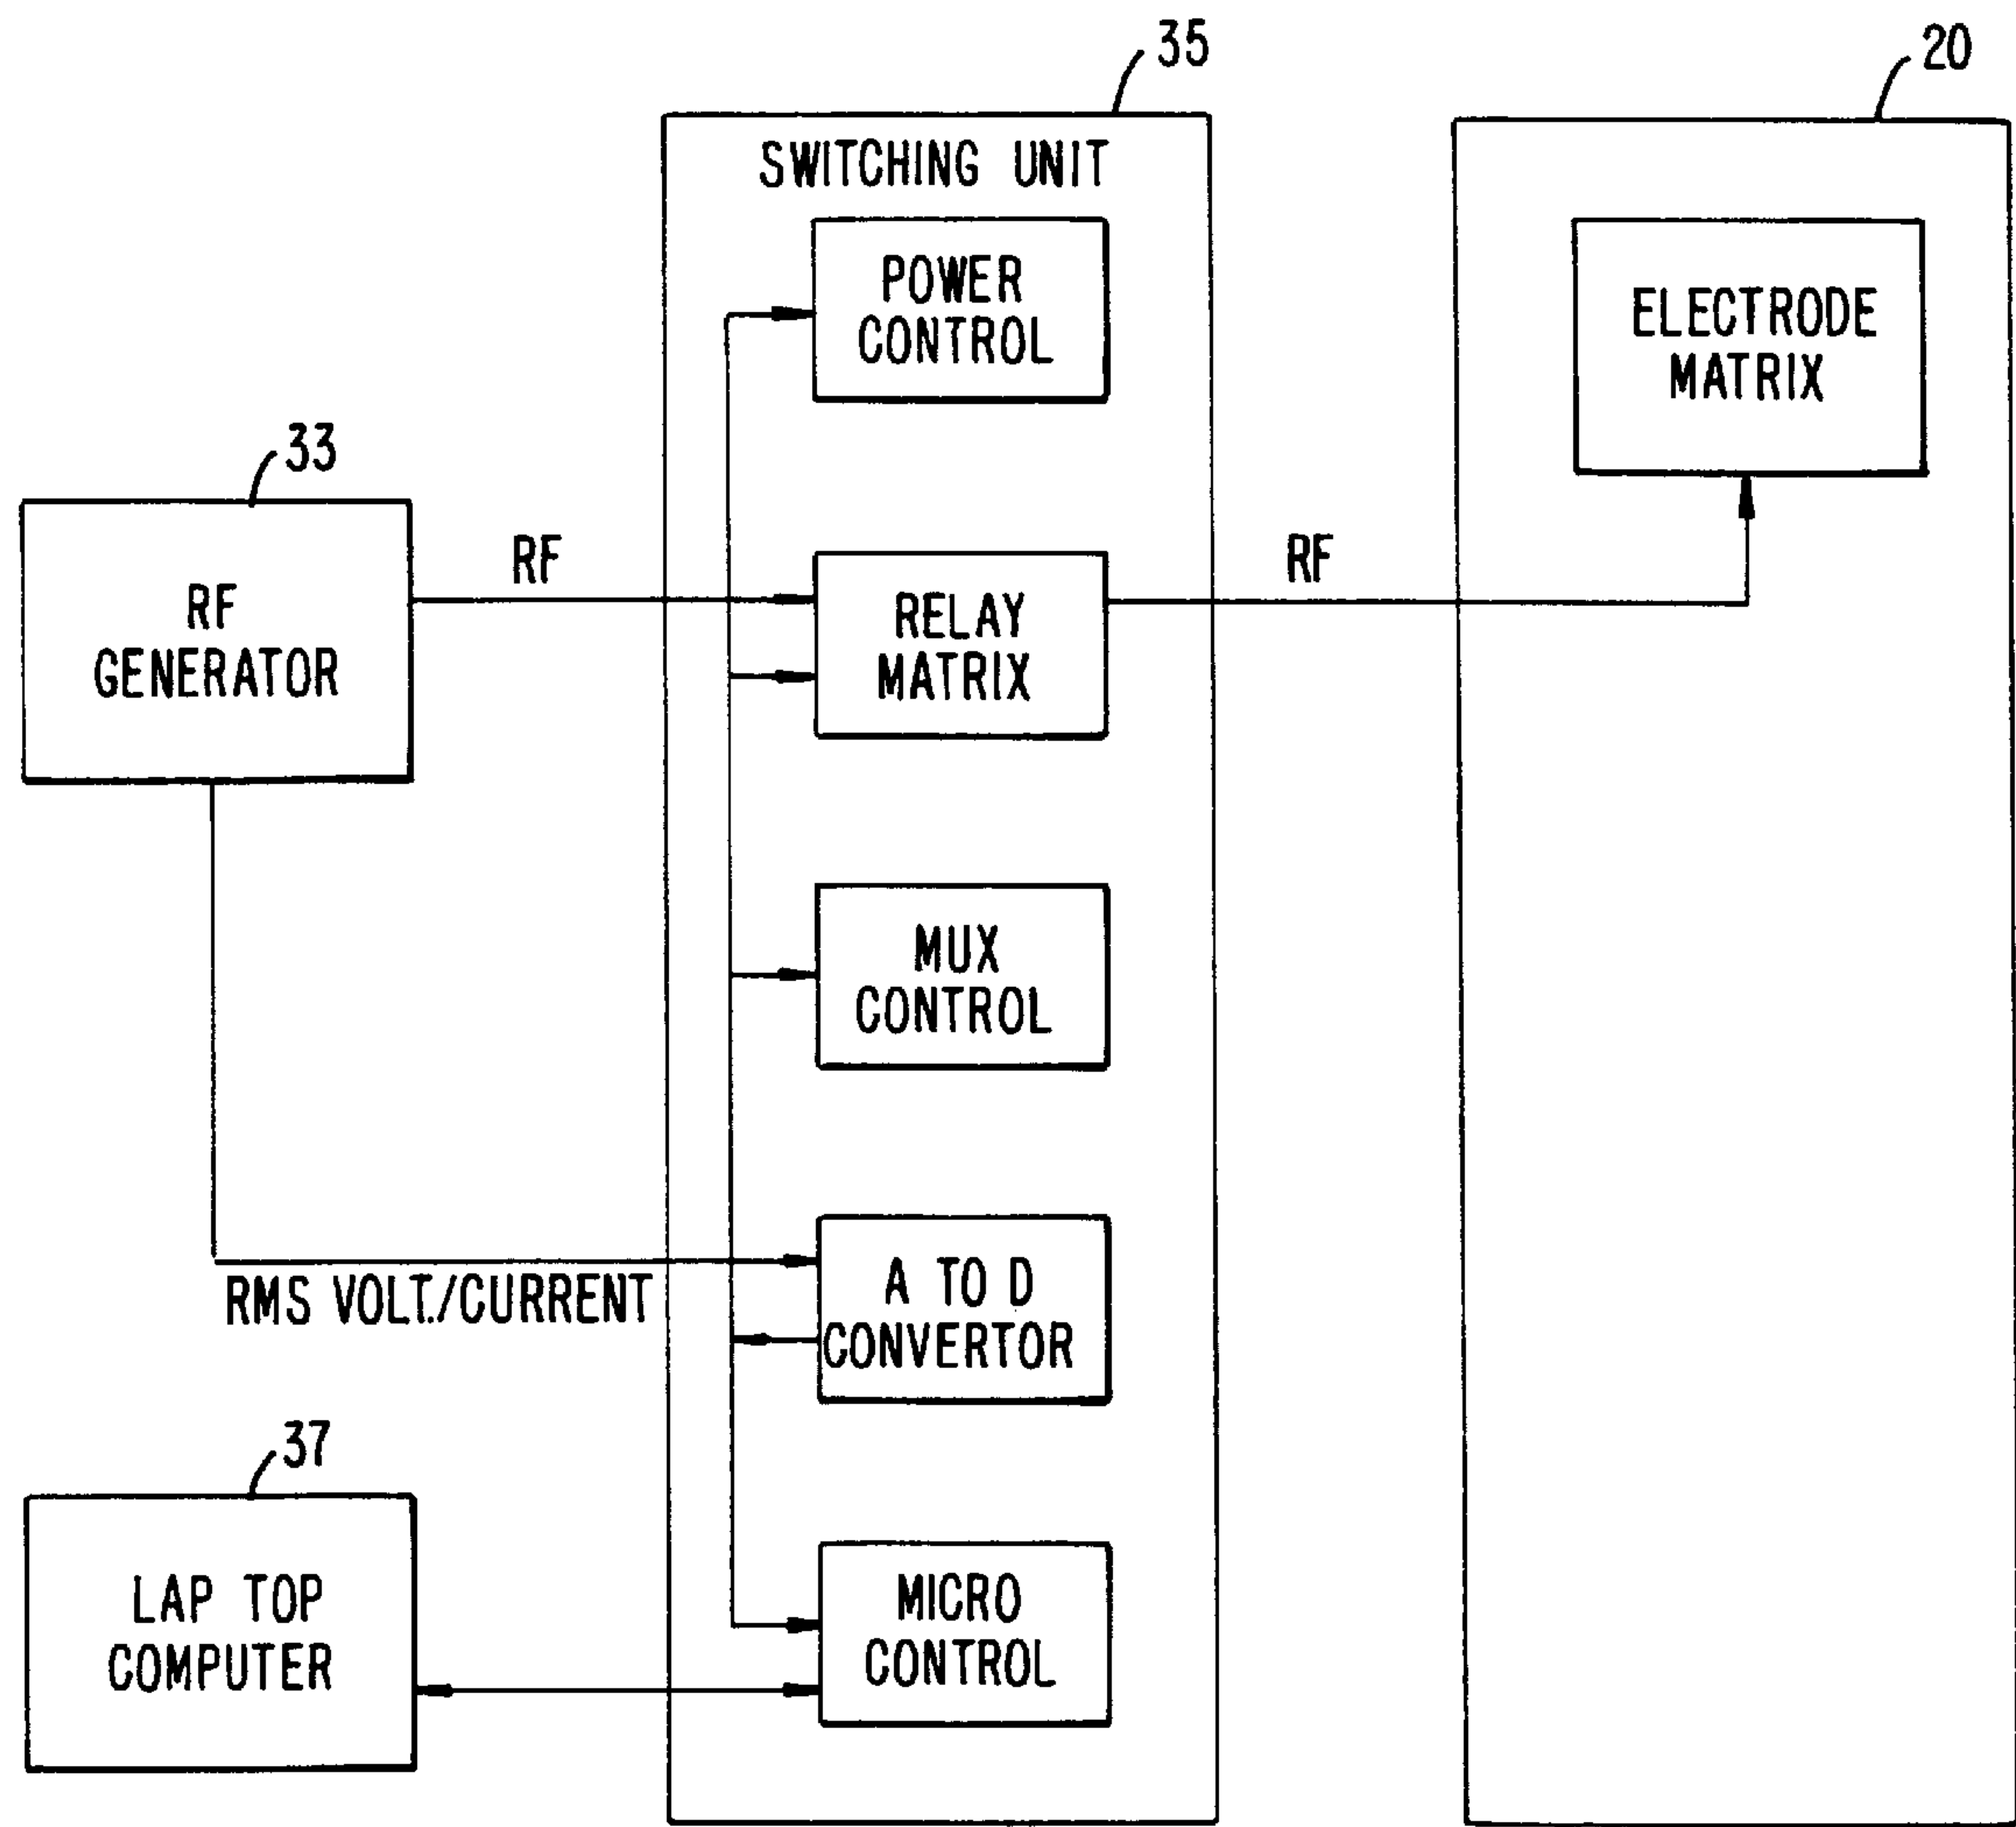 35
20
SWITCHING UNIT
POWER
CONTROL
ELECTRODE
MATRIX
33
RF
GENERATOR
RF
RELAY
MATRIX
RF
MUX
CONTROL
RMS VOLT./CURRENT
A TO D
CONVERTOR
37
LAP TOP
COMPUTER
MICRO
CONTROL